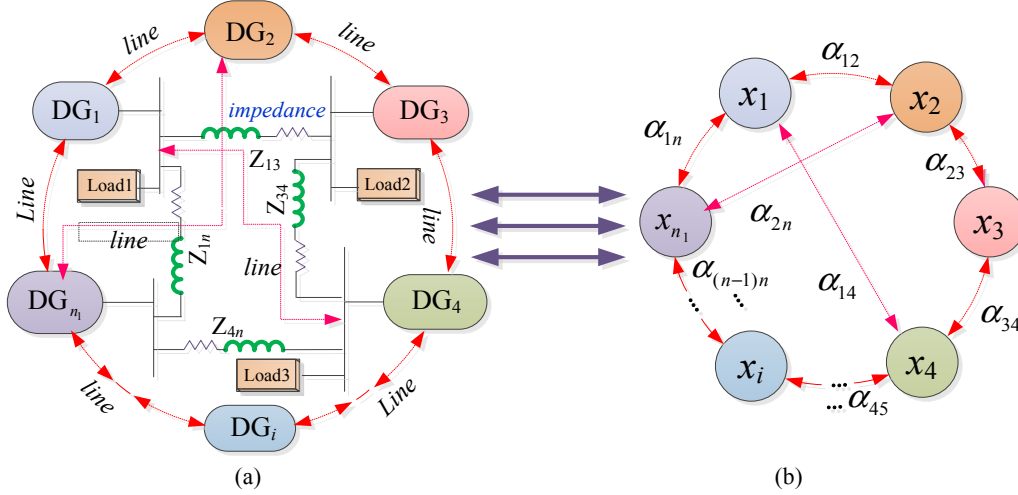 line
DG₂
line
DG₁
impedance
DG₃
Z₁₃
Load1
Z₃₄
Load2
Line
line
Z₁ₙ
line
line
DGₙ₁
DG₄
Z₄ₙ
Load3
line
Line
DGᵢ
(a)
α₁₂
x₁
x₂
α₁ₙ
α₂₃
xₙ₁
α₂ₙ
x₃
α₍ₙ₋₁₎ₙ
...
...
α₁₄
α₃₄
xᵢ
x₄
...
... α₄₅
(b)